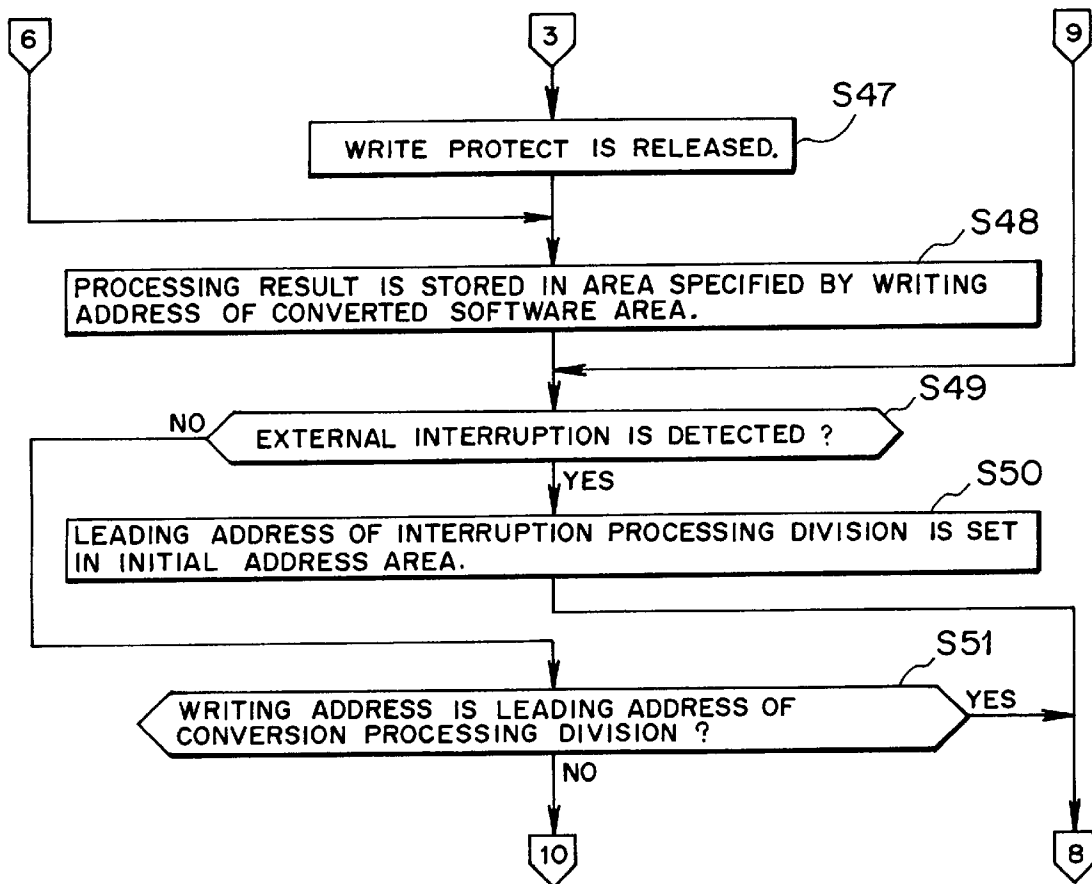 6
3
9
S47
WRITE PROTECT IS RELEASED.
S48
PROCESSING RESULT IS STORED IN AREA SPECIFIED BY WRITING
ADDRESS OF CONVERTED SOFTWARE AREA.
S49
NO
EXTERNAL INTERRUPTION IS DETECTED ?
YES
S50
LEADING ADDRESS OF INTERRUPTION PROCESSING DIVISION IS SET
IN INITIAL ADDRESS AREA.
S51
WRITING ADDRESS IS LEADING ADDRESS OF
CONVERSION PROCESSING DIVISION ?
YES
NO
10
8